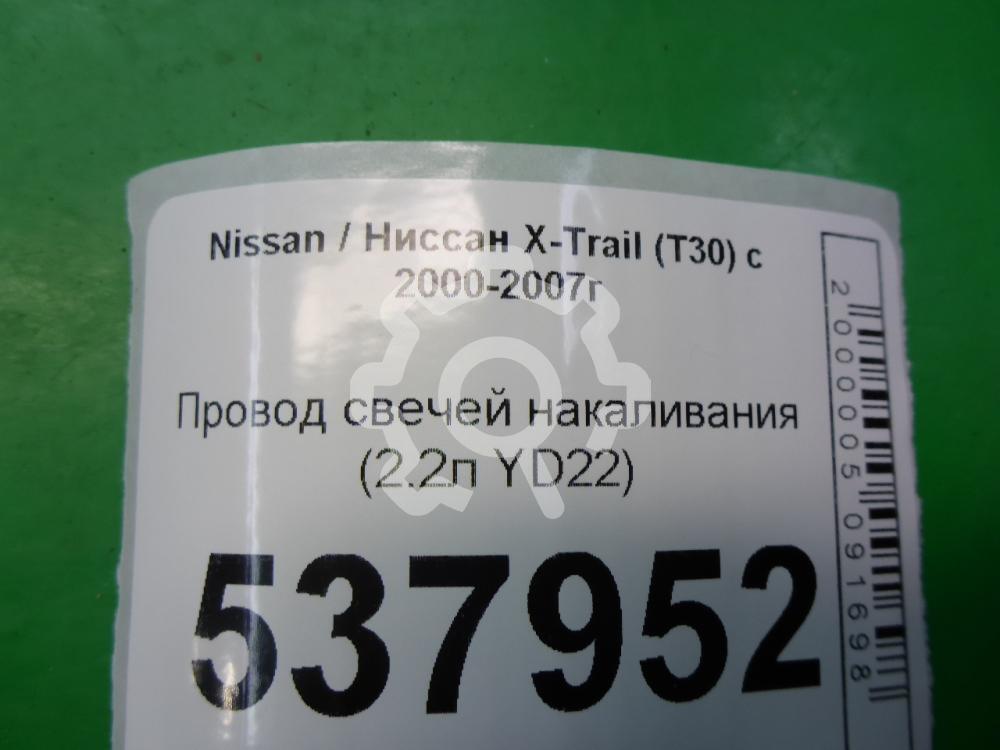 Nissan / Ниссан X-Trail (T30) с
2000-2007г
Провод свечей накаливания
(2.2л YD22)
537952
2000005091698